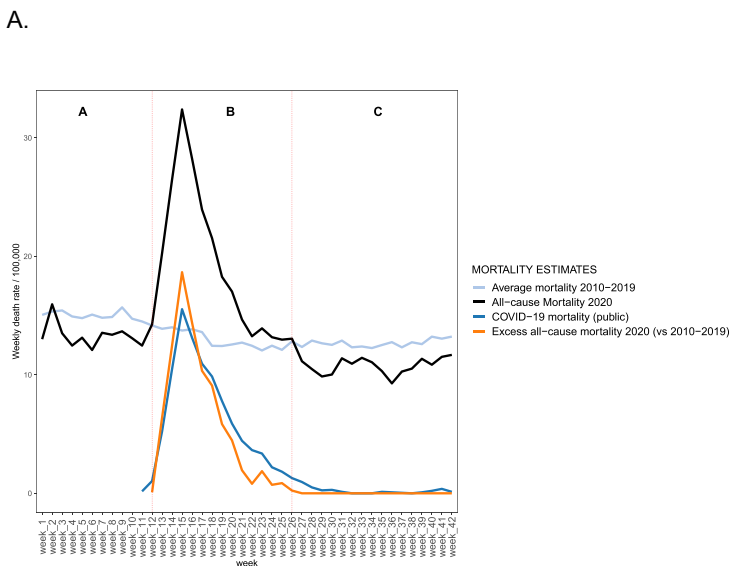 A.
A B C
30
20
10
0
Weekly death rate / 100,000
week_1
week_2
week_3
week_4
week_5
week_6
week_7
week_8
week_9
week_10
week_11
week_12
week_13
week_14
week_15
week_16
week_17
week_18
week_19
week_20
week_21
week_22
week_23
week_24
week_25
week_26
week_27
week_28
week_29
week_30
week_31
week_32
week_33
week_34
week_35
week_36
week_37
week_38
week_39
week_40
week_41
week_42
week
MORTALITY ESTIMATES
Average mortality 2010−2019
All−cause Mortality 2020
COVID−19 mortality (public)
Excess all−cause mortality 2020 (vs 2010−2019)